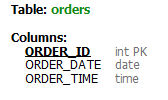 Table: orders
Columns:
ORDER_ID int PK
ORDER_DATE date
ORDER_TIME time